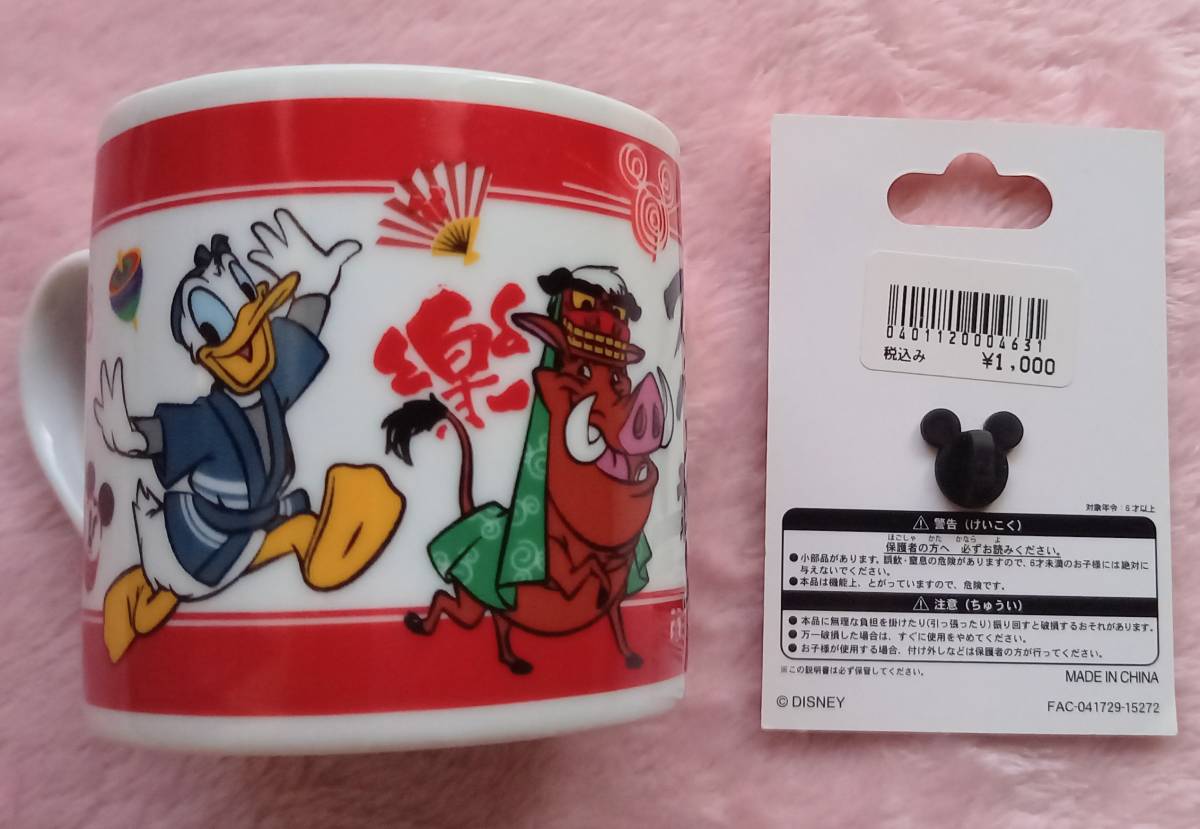 樂
0401120004631
税込み
¥1,000
対象年令:6才以上
警告(けいこく)
ほごしゃ かた かなら よ
保護者の方へ 必ずお読みください。
●小部品があります。誤飲・窒息の危険がありますので、6才未満のお子様には絶対に
与えないでください。
●本品は機能上、とがっていますので、危険です。
注意(ちゅうい)
●本品に無理な負担を掛けたり(引っ張ったり)振り回すと破損するおそれがあります。
●万一破損した場合は、すぐに使用をやめてください。
●お子様が使用する場合、付け外しなどは保護者の方が行ってください。
※この説明書は必ず保管してください。
MADE IN CHINA
© DISNEY
FAC-041729-15272